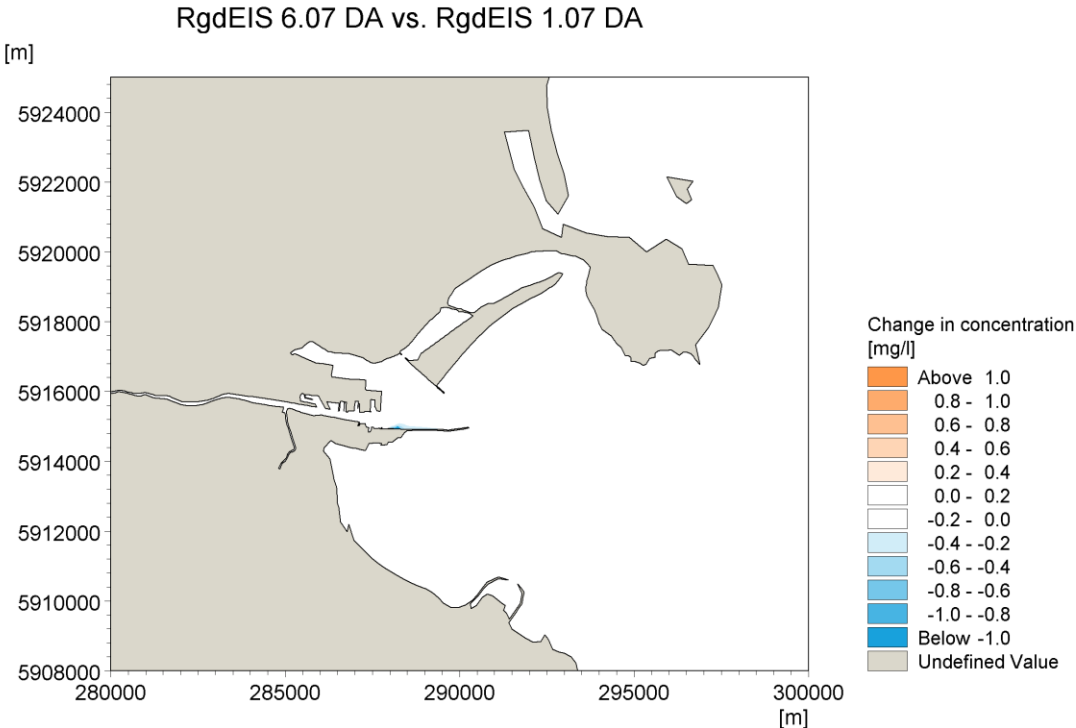 RgdEIS 6.07 DA vs. RgdEIS 1.07 DA
[m]
5924000
5922000
5920000
5918000
5916000
5914000
5912000
5910000
5908000
280000 285000 290000 295000 300000
[m]
Change in concentration
[mg/l]
Above 1.0
0.8 - 1.0
0.6 - 0.8
0.4 - 0.6
0.2 - 0.4
0.0 - 0.2
-0.2 - 0.0
-0.4 - -0.2
-0.6 - -0.4
-0.8 - -0.6
-1.0 - -0.8
Below -1.0
Undefined Value